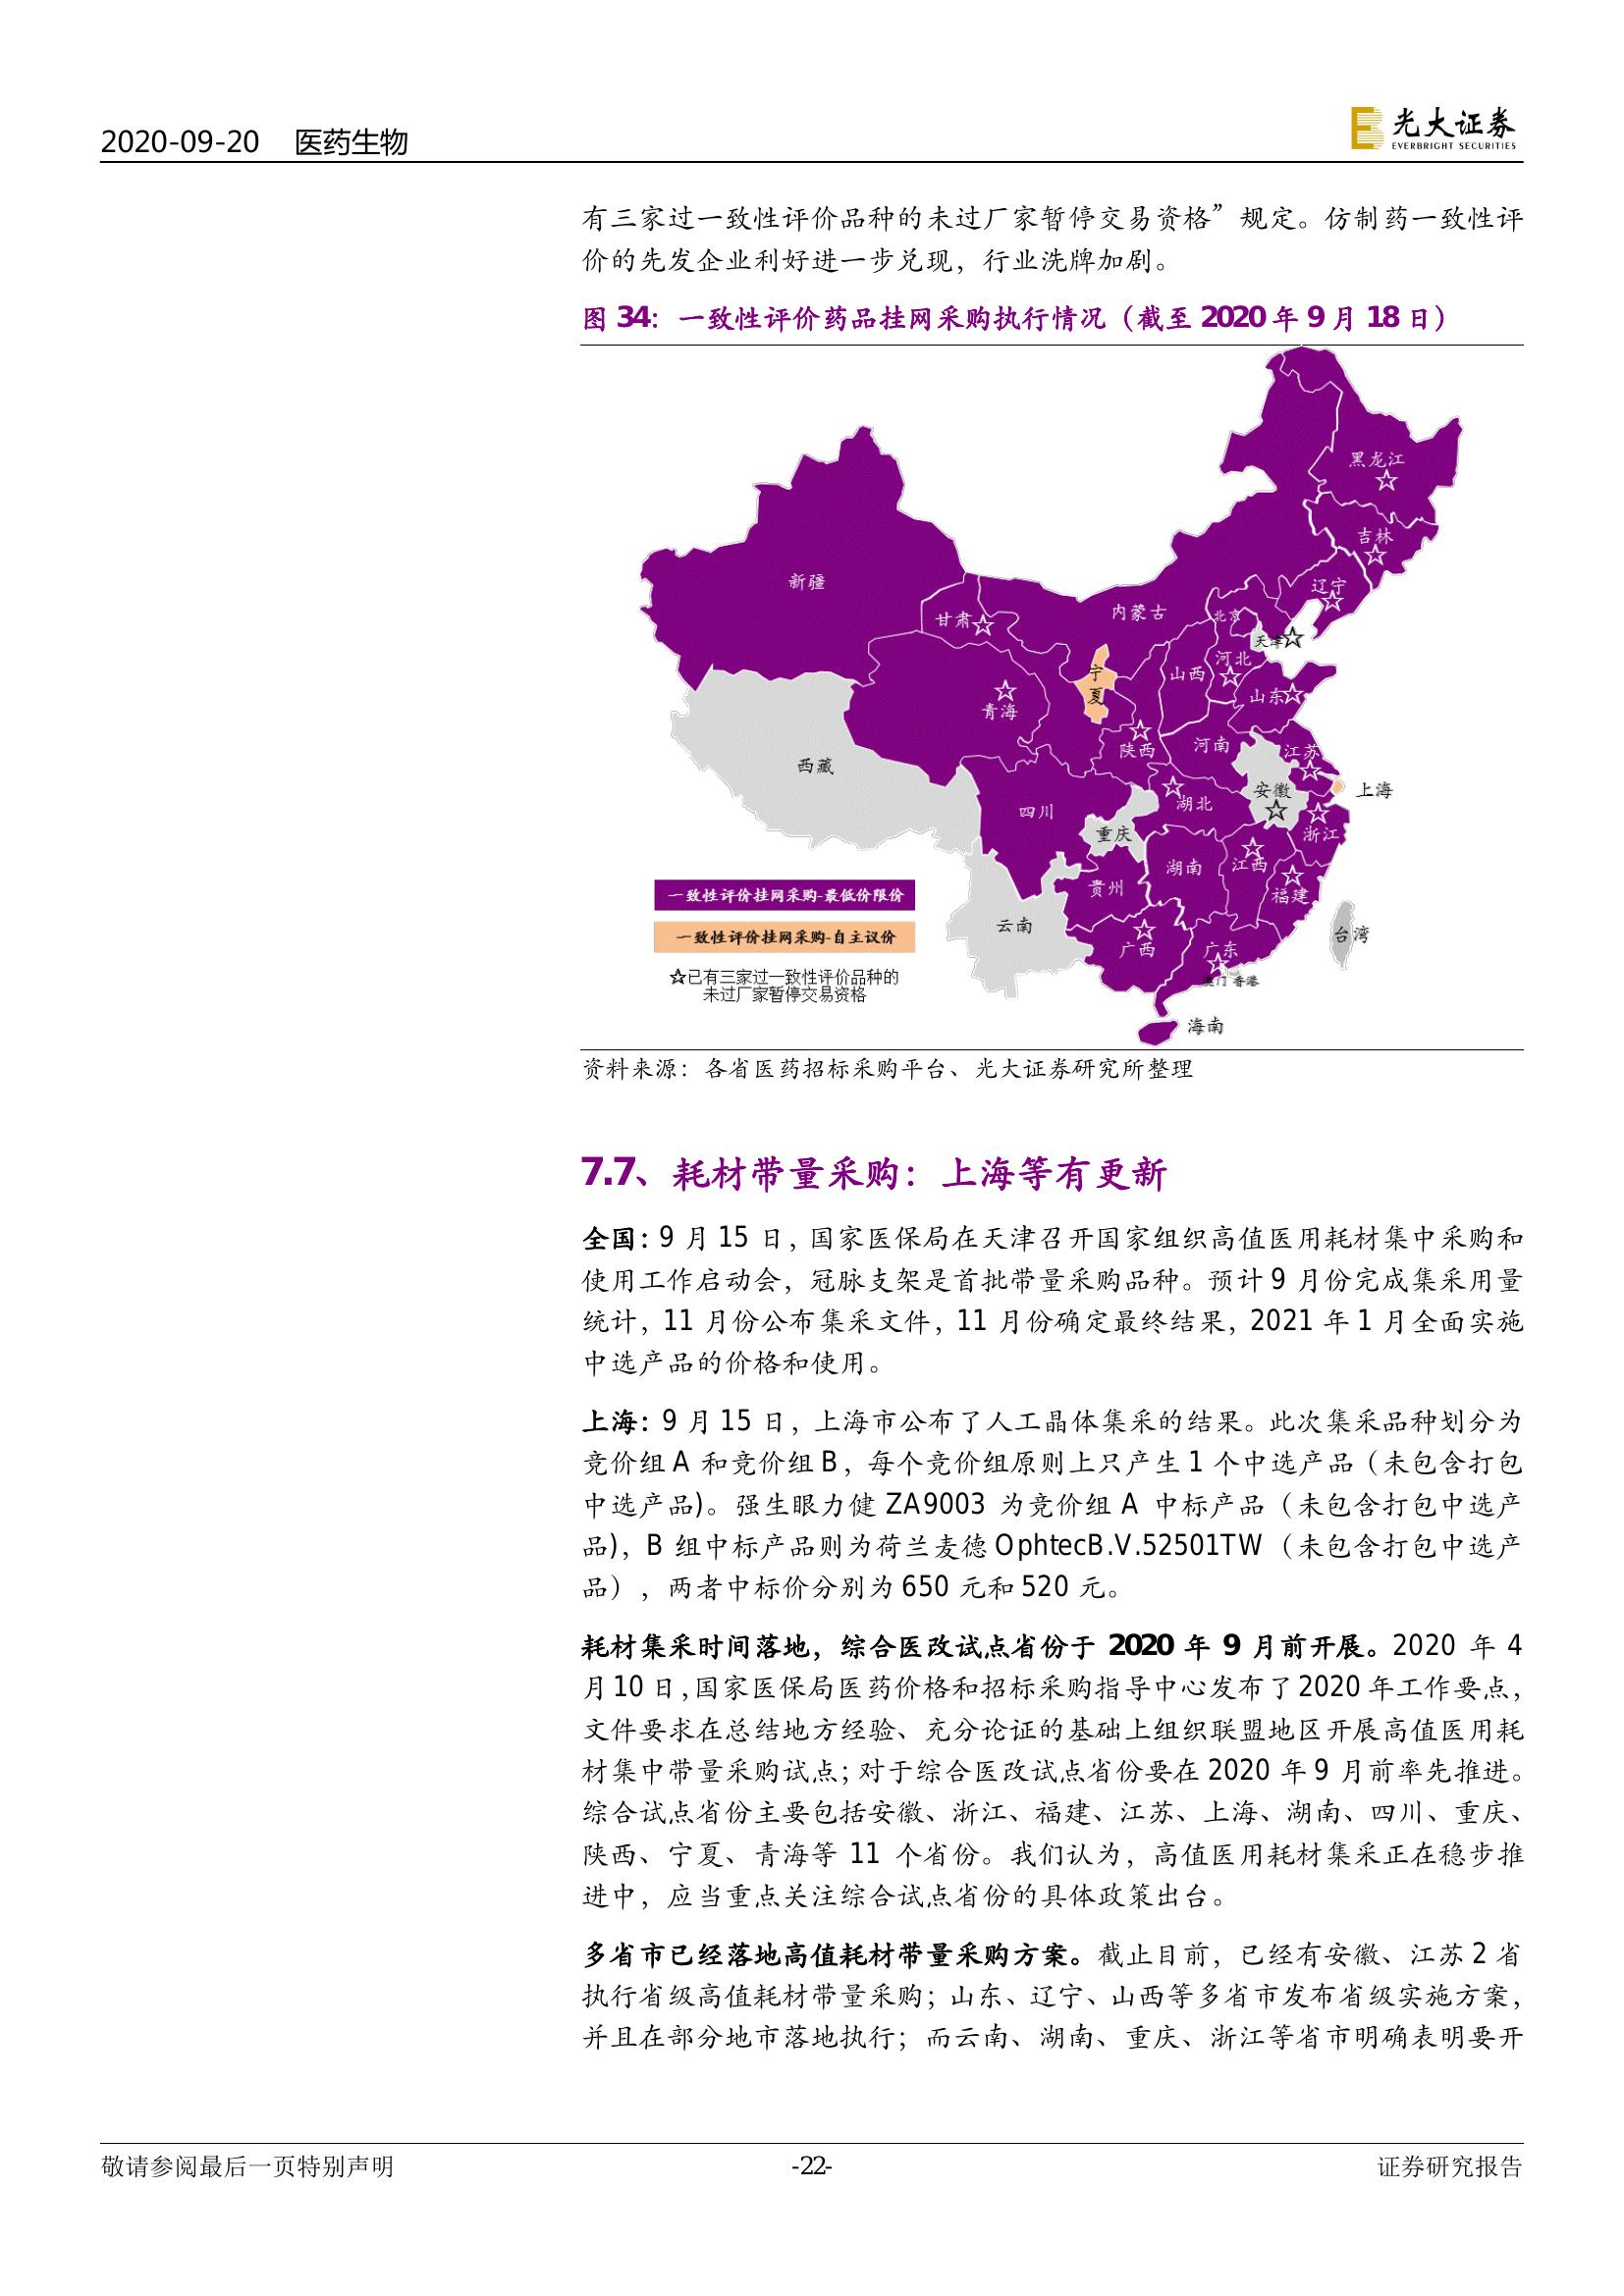 2020-09-20 医药生物
光大证券
EVERBRIGHT SECURITIES
有三家过一致性评价品种的未过厂家暂停交易资格”规定。仿制药一致性评
价的先发企业利好进一步兑现，行业洗牌加剧。
图 34：一致性评价药品挂网采购执行情况（截至 2020 年 9 月 18 日）
黑龙江
吉林
辽宁
新疆
内蒙古
甘肃
北京
天津
河北
山西
宁夏
山东
青海
陕西
河南
江苏
西藏
安徽
上海
四川
湖北
重庆
浙江
湖南
江西
贵州
福建
云南
台湾
广西
广东
澳门 香港
海南
一致性评价挂网采购-最低价限价
一致性评价挂网采购-自主议价
☆已有三家过一致性评价品种的
未过厂家暂停交易资格
资料来源：各省医药招标采购平台、光大证券研究所整理
7.7、耗材带量采购：上海等有更新
全国：9 月 15 日，国家医保局在天津召开国家组织高值医用耗材集中采购和
使用工作启动会，冠脉支架是首批带量采购品种。预计 9 月份完成集采用量
统计，11 月份公布集采文件，11 月份确定最终结果，2021 年 1 月全面实施
中选产品的价格和使用。
上海：9 月 15 日，上海市公布了人工晶体集采的结果。此次集采品种划分为
竞价组 A 和竞价组 B，每个竞价组原则上只产生 1 个中选产品（未包含打包
中选产品)。强生眼力健 ZA9003 为竞价组 A 中标产品（未包含打包中选产
品)，B 组中标产品则为荷兰麦德 OphtecB.V.52501TW（未包含打包中选产
品），两者中标价分别为 650 元和 520 元。
耗材集采时间落地，综合医改试点省份于 2020 年 9 月前开展。2020 年 4
月 10 日，国家医保局医药价格和招标采购指导中心发布了 2020 年工作要点，
文件要求在总结地方经验、充分论证的基础上组织联盟地区开展高值医用耗
材集中带量采购试点；对于综合医改试点省份要在 2020 年 9 月前率先推进。
综合试点省份主要包括安徽、浙江、福建、江苏、上海、湖南、四川、重庆、
陕西、宁夏、青海等 11 个省份。我们认为，高值医用耗材集采正在稳步推
进中，应当重点关注综合试点省份的具体政策出台。
多省市已经落地高值耗材带量采购方案。截止目前，已经有安徽、江苏 2 省
执行省级高值耗材带量采购；山东、辽宁、山西等多省市发布省级实施方案，
并且在部分地市落地执行；而云南、湖南、重庆、浙江等省市明确表明要开
敬请参阅最后一页特别声明
-22-
证券研究报告